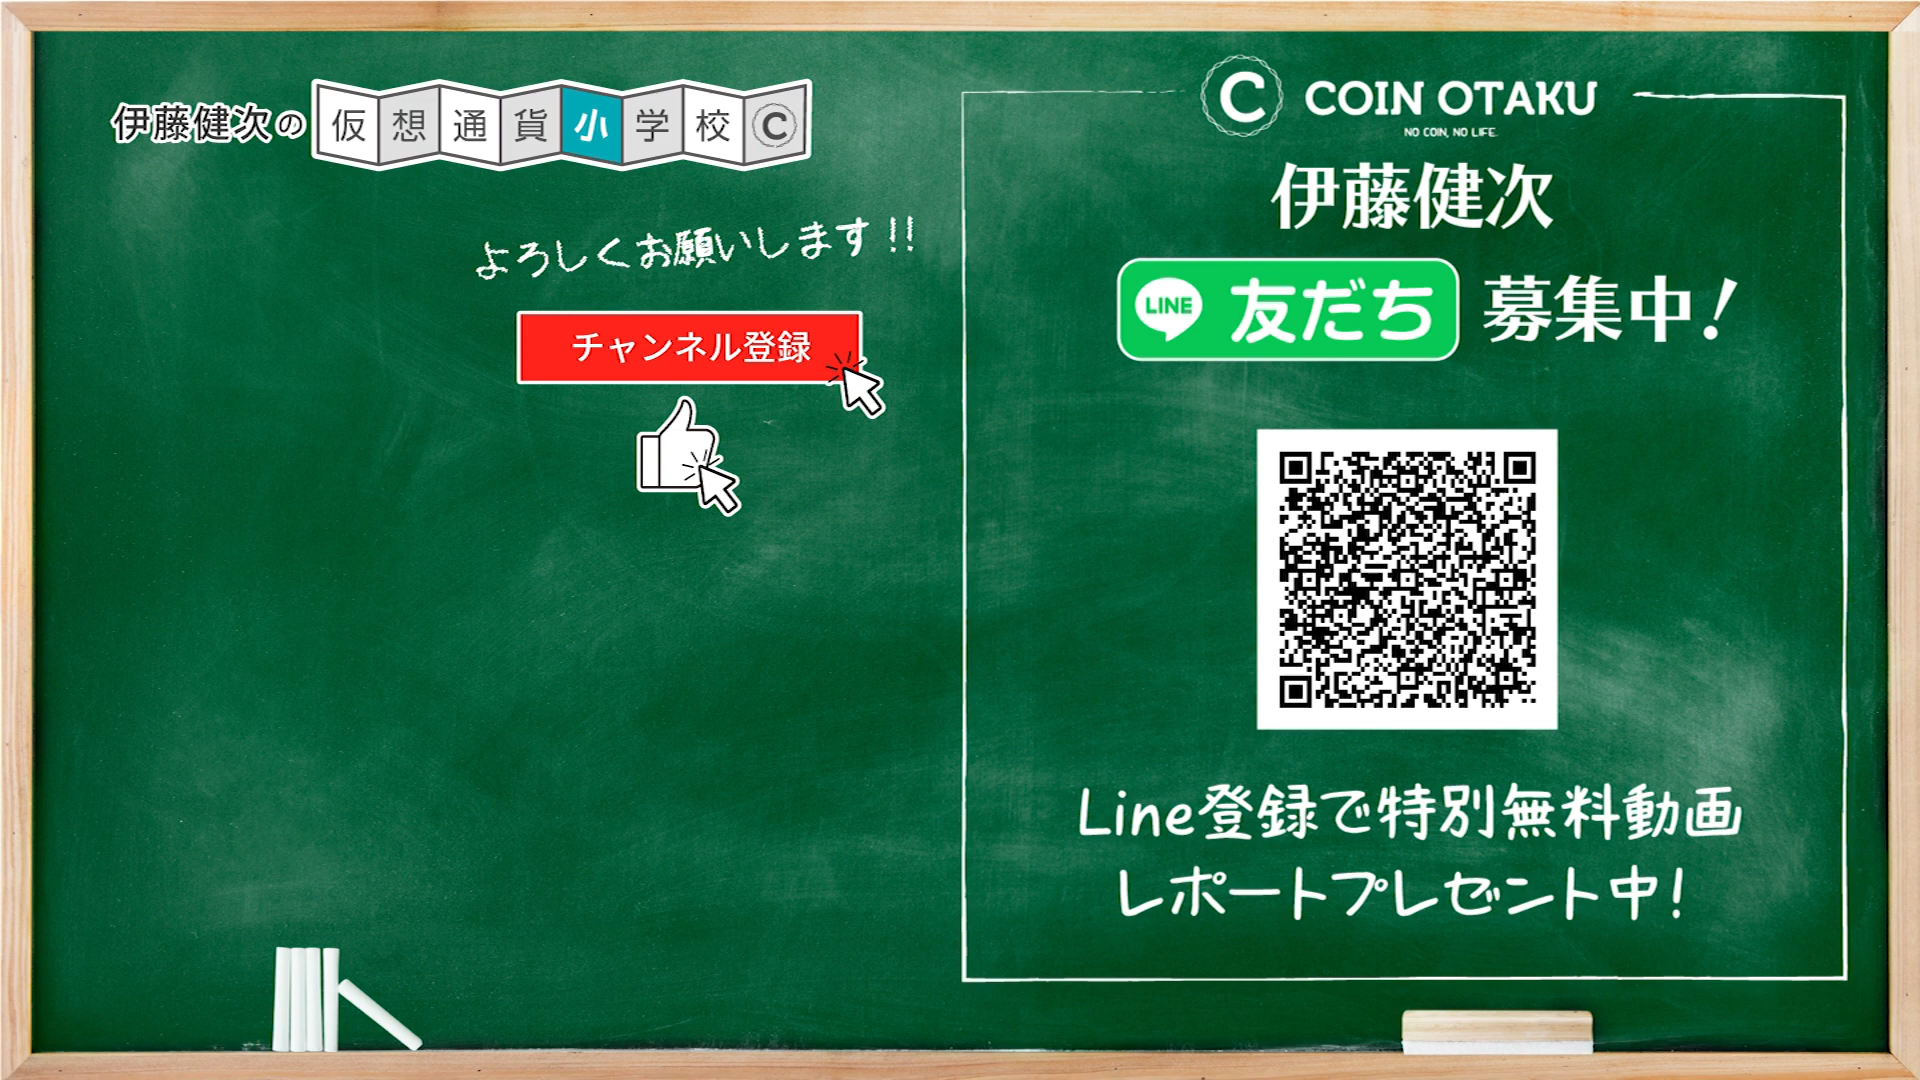 伊藤健次の 仮想通貨小学校 C
よろしくお願いします!!
チャンネル登録
C COIN OTAKU
NO COIN, NO LIFE.
伊藤健次
LINE 友だち 募集中!
Line登録で特別無料動画
レポートプレゼント中!